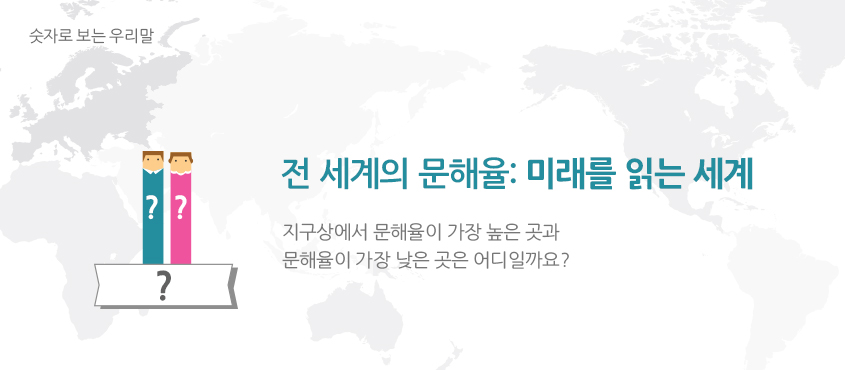 숫자로 보는 우리말
전 세계의 문해율: 미래를 읽는 세계
지구상에서 문해율이 가장 높은 곳과
문해율이 가장 낮은 곳은 어디일까요?
? ?
?